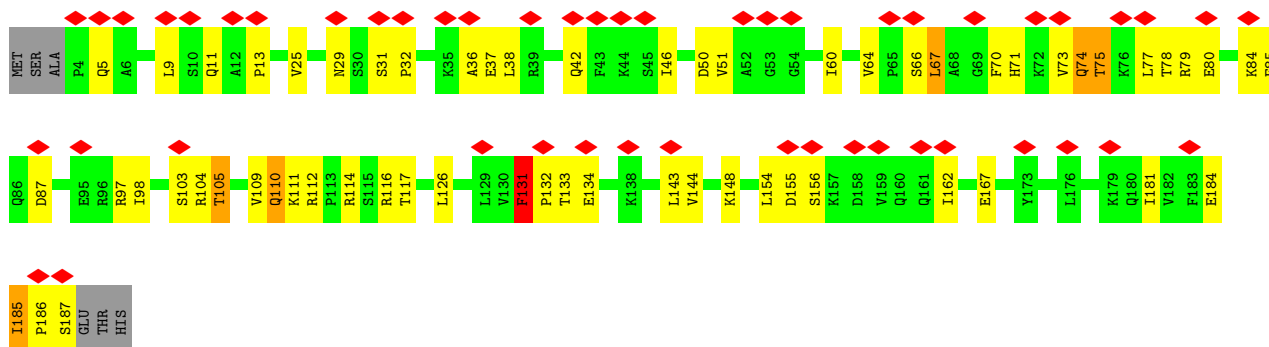 MET SER ALA P4 Q5 A6 L9 S10 Q11 A12 P13 V25 N29 S30 S31 P32 K35 A36 E37 L38 R39 Q42 F43 K44 S45 I46 D50 V51 A52 G53 G54 I60 V64 P65 S66 L67 A68 G69 F70 H71 K72 V73 Q74 T75 K76 L77 T78 R79 E80 K84
Q86 D87 E95 R96 R97 I98 S103 R104 T105 V109 Q110 K111 R112 P113 R114 S115 R116 T117 L126 L129 V130 F131 P132 T133 E134 K138 L143 V144 K148 L154 D155 S156 K157 D158 V159 Q160 Q161 I162 E167 Y173 L176 K179 Q180 I181 V182 F183 E184
I185 P186 S187 GLU THR HIS